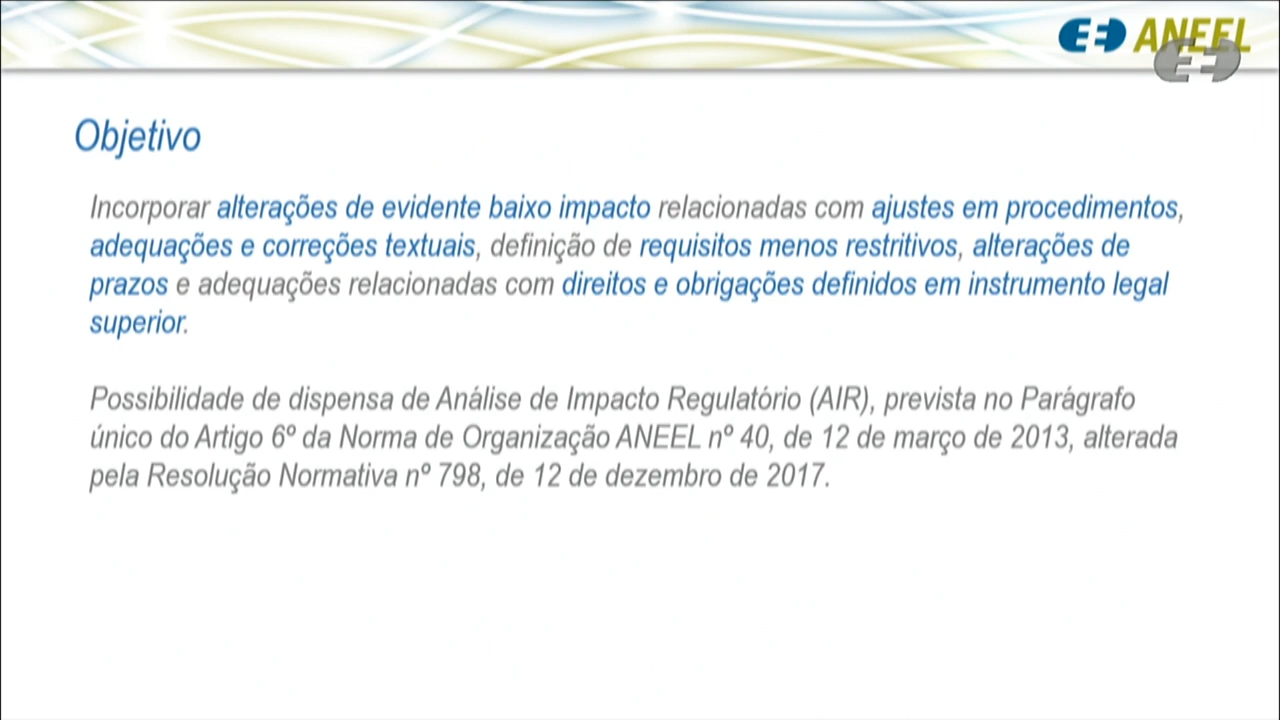 ANEEL
Objetivo
Incorporar alterações de evidente baixo impacto relacionadas com ajustes em procedimentos,
adequações e correções textuais, definição de requisitos menos restritivos, alterações de
prazos e adequações relacionadas com direitos e obrigações definidos em instrumento legal
superior.
Possibilidade de dispensa de Análise de Impacto Regulatório (AIR), prevista no Parágrafo
único do Artigo 6º da Norma de Organização ANEEL nº 40, de 12 de março de 2013, alterada
pela Resolução Normativa nº 798, de 12 de dezembro de 2017.